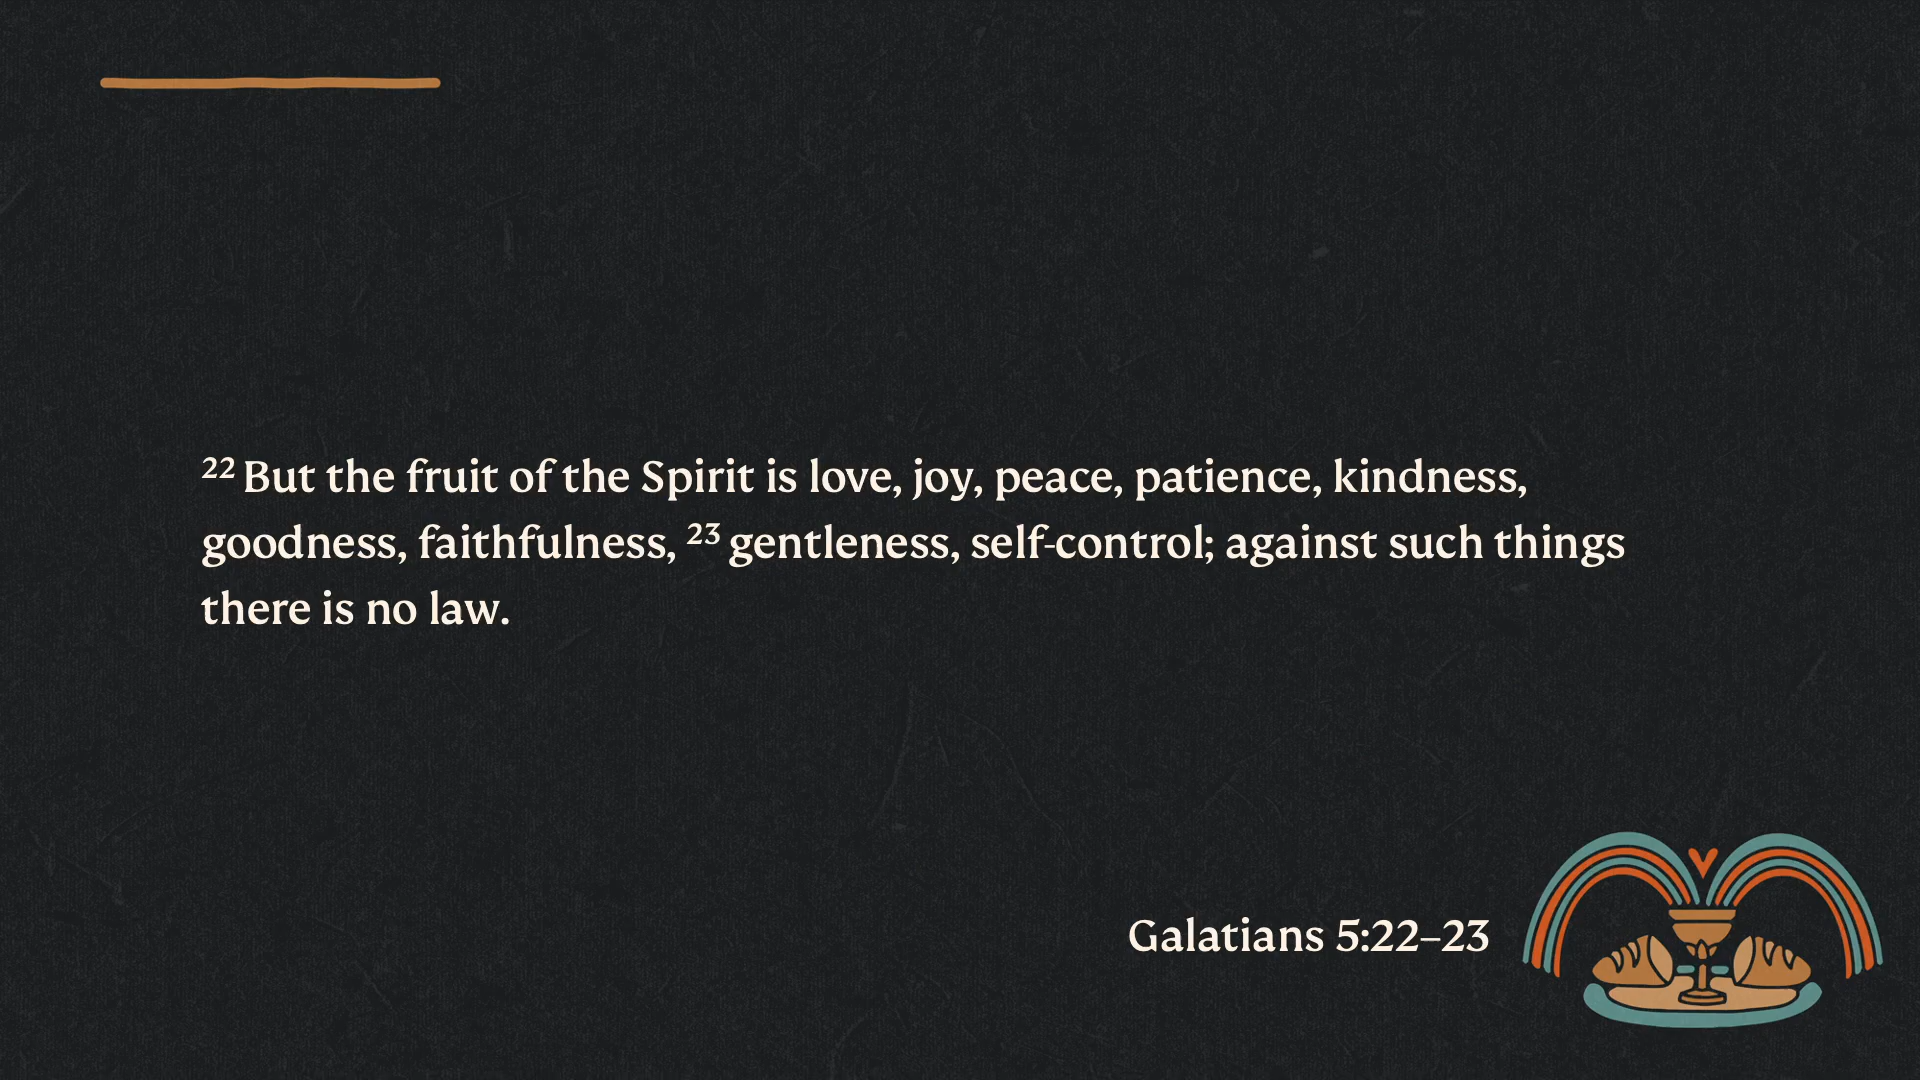 ²² But the fruit of the Spirit is love, joy, peace, patience, kindness,
goodness, faithfulness, ²³ gentleness, self-control; against such things
there is no law.
Galatians 5:22–23